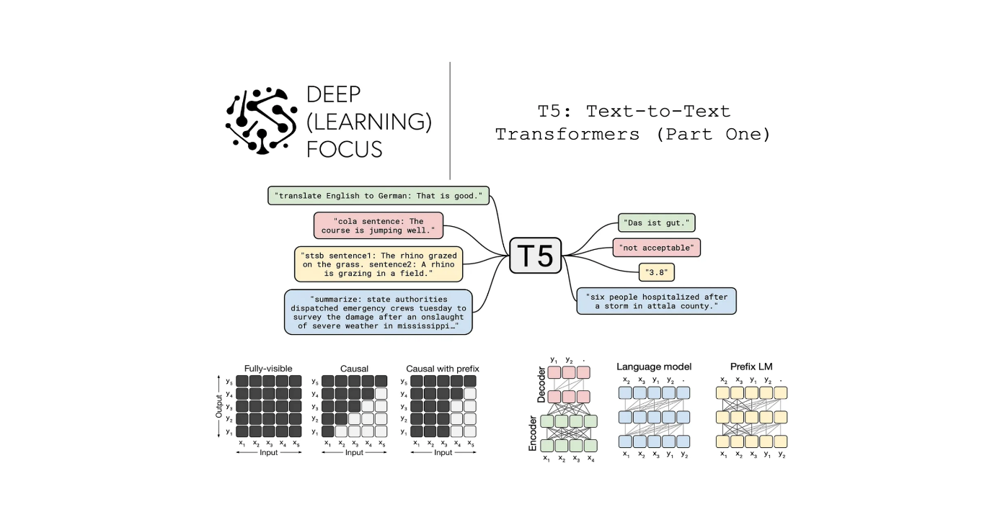 DEEP
(LEARNING)
FOCUS
T5: Text-to-Text
Transformers (Part One)
"translate English to German: That is good."
"cola sentence: The
course is jumping well."
"stsb sentence1: The rhino grazed
on the grass. sentence2: A rhino
is grazing in a field."
"summarize: state authorities
dispatched emergency crews tuesday to
survey the damage after an onslaught
of severe weather in mississippi…"
T5
"Das ist gut."
"not acceptable"
"3.8"
"six people hospitalized after
a storm in attala county."
Fully-visible
Output
y₅
y₄
y₃
y₂
y₁
x₁ x₂ x₃ x₄ x₅
Input
Causal
y₅
y₄
y₃
y₂
y₁
x₁ x₂ x₃ x₄ x₅
Input
Causal with prefix
y₅
y₄
y₃
y₂
y₁
x₁ x₂ x₃ x₄ x₅
Input
y₁ y₂ .
Decoder
Encoder
x₁ x₂ x₃ x₄
Language model
x₂ x₃ y₁ y₂ .
x₁ x₂ x₃ y₁ y₂
Prefix LM
x₂ x₃ y₁ y₂ .
x₁ x₂ x₃ y₁ y₂